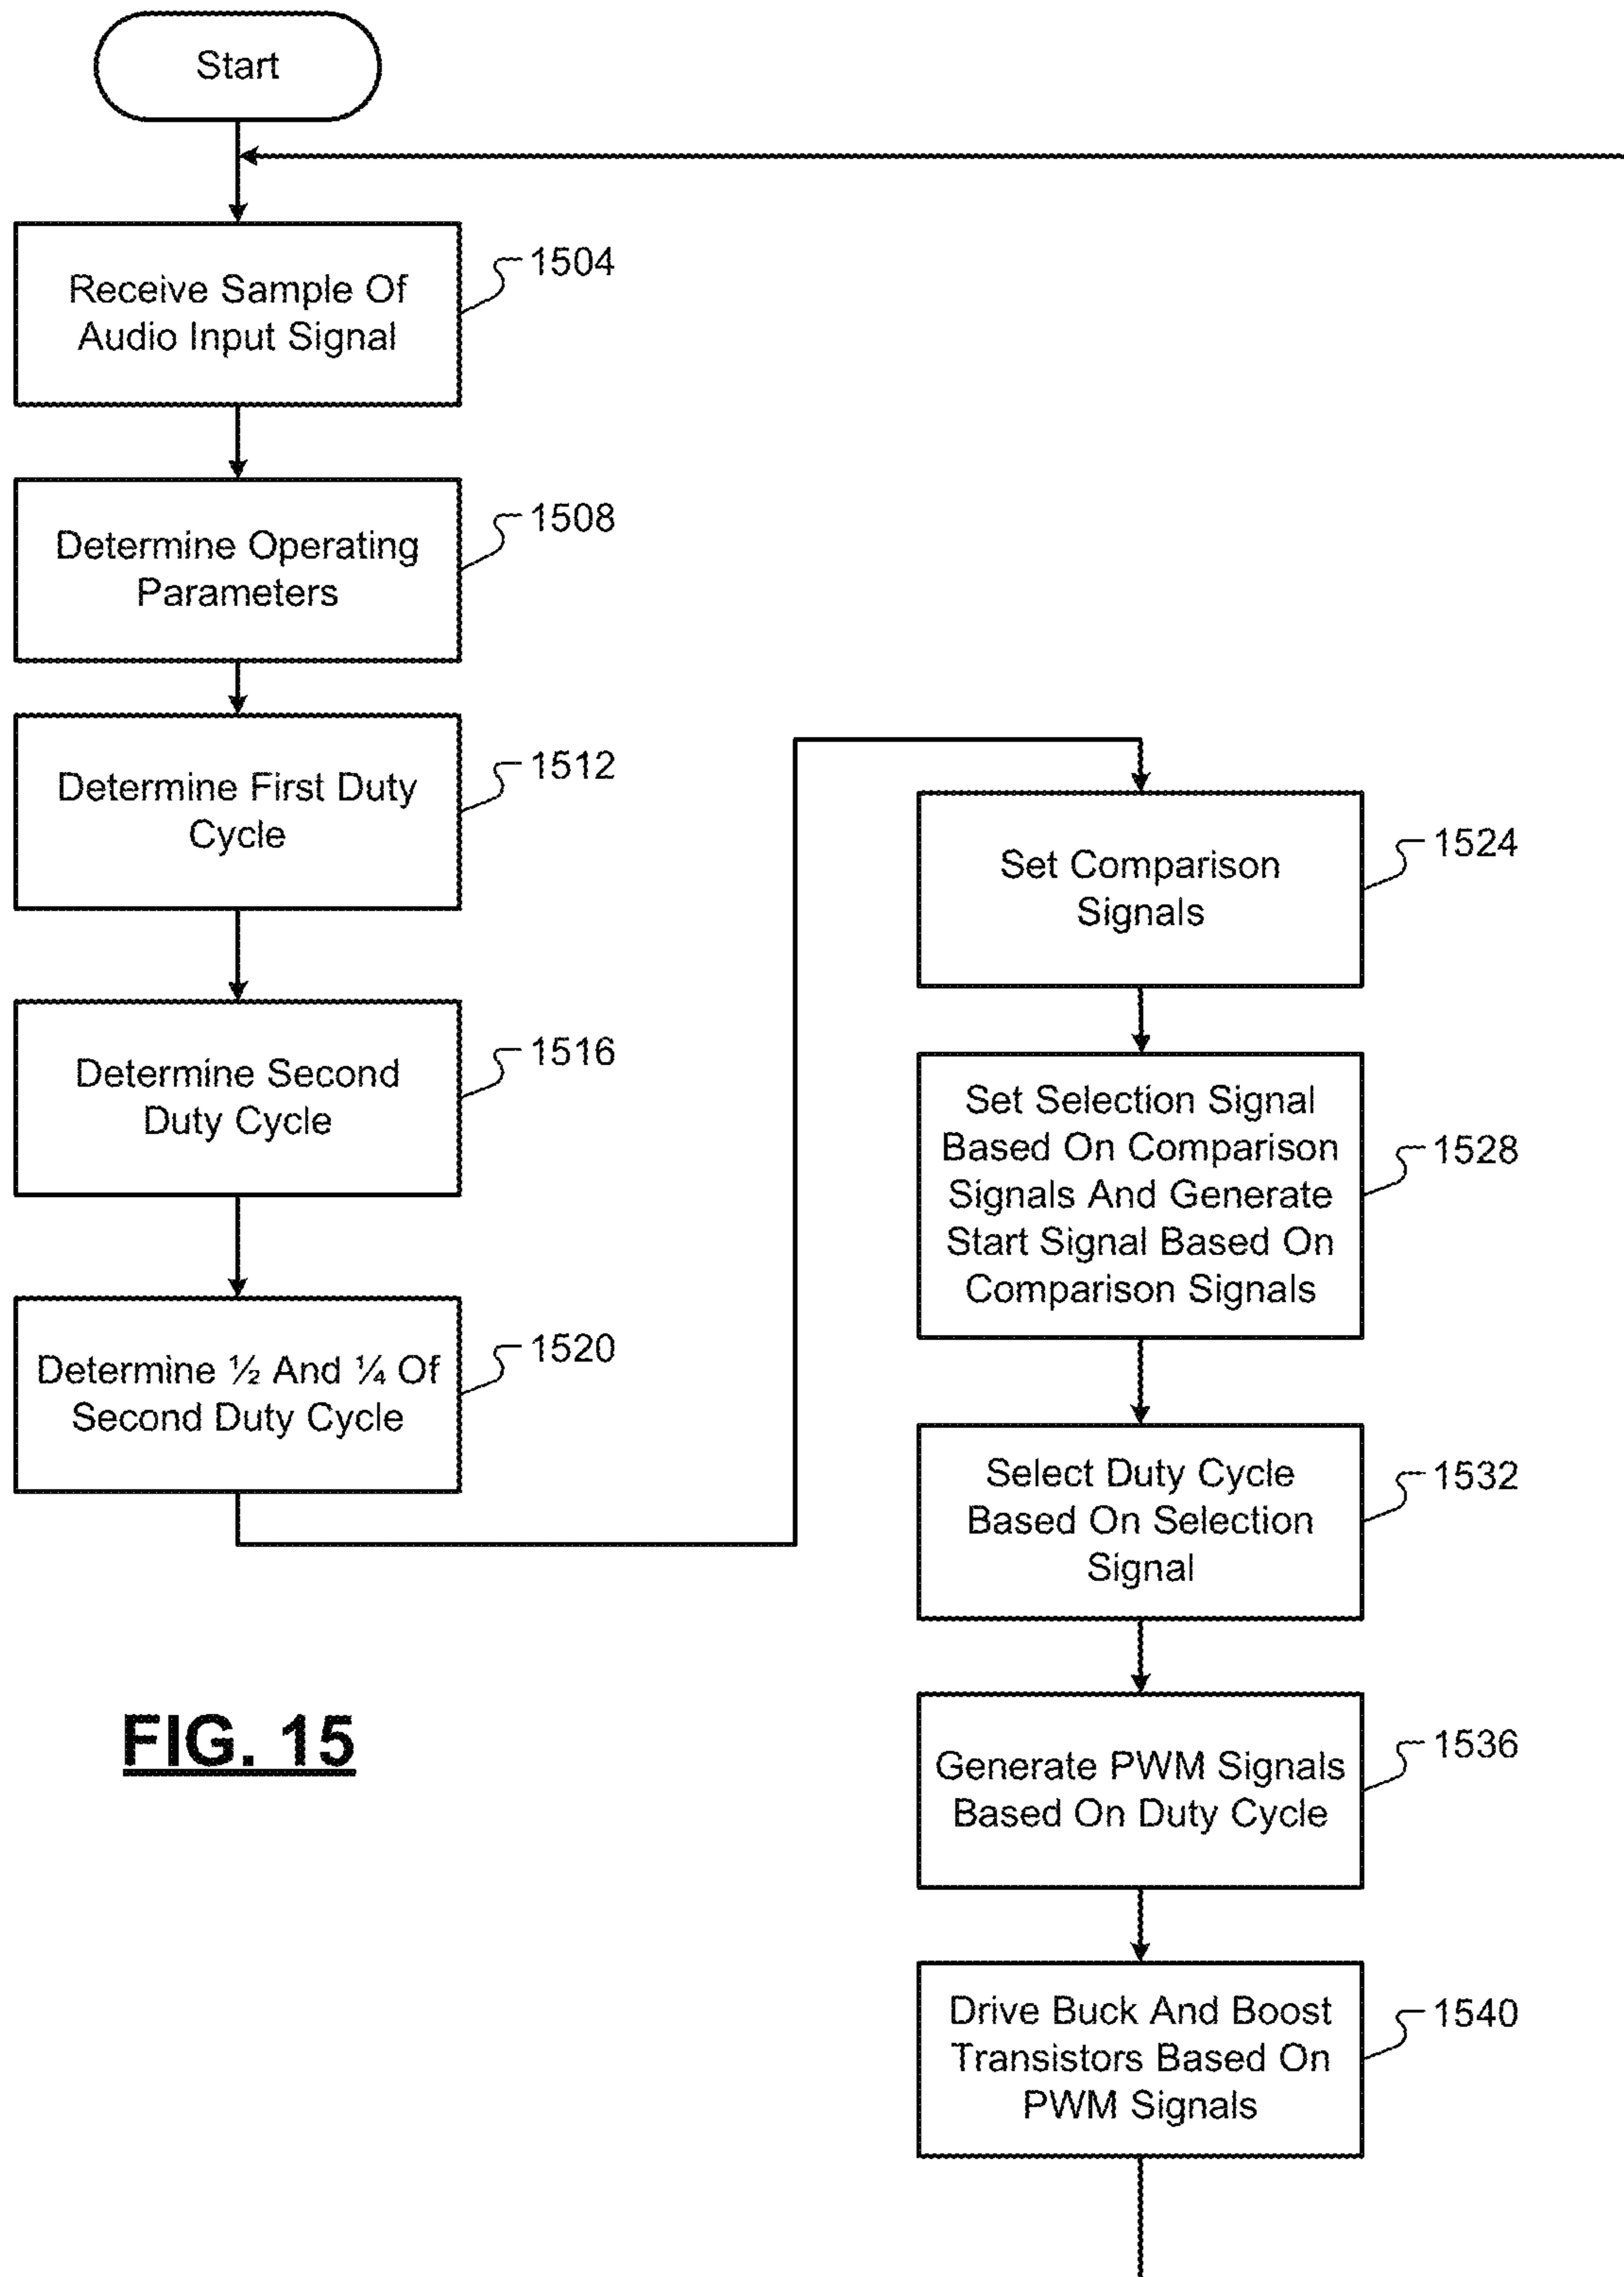 Start
Receive Sample Of
Audio Input Signal
1504
Determine Operating
Parameters
1508
Determine First Duty
Cycle
1512
Determine Second
Duty Cycle
1516
Determine ½ And ¼ Of
Second Duty Cycle
1520
Set Comparison
Signals
1524
Set Selection Signal
Based On Comparison
Signals And Generate
Start Signal Based On
Comparison Signals
1528
Select Duty Cycle
Based On Selection
Signal
1532
Generate PWM Signals
Based On Duty Cycle
1536
Drive Buck And Boost
Transistors Based On
PWM Signals
1540
FIG. 15